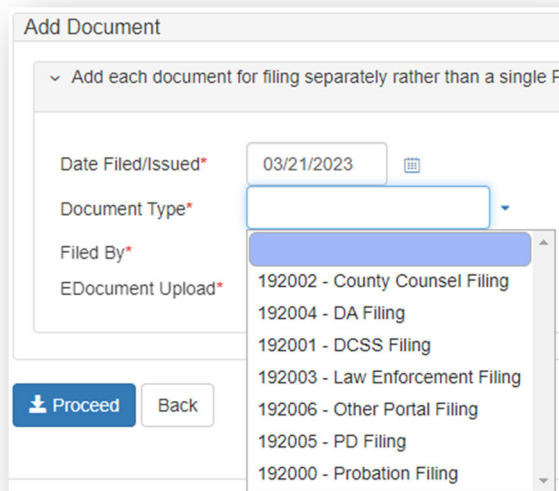 Add Document
Add each document for filing separately rather than a single
Date Filed/Issued* 03/21/2023
Document Type*
Filed By*
EDocument Upload*
192002 - County Counsel Filing
192004 - DA Filing
192001 - DCSS Filing
192003 - Law Enforcement Filing
192006 - Other Portal Filing
192005 - PD Filing
192000 - Probation Filing
Proceed
Back